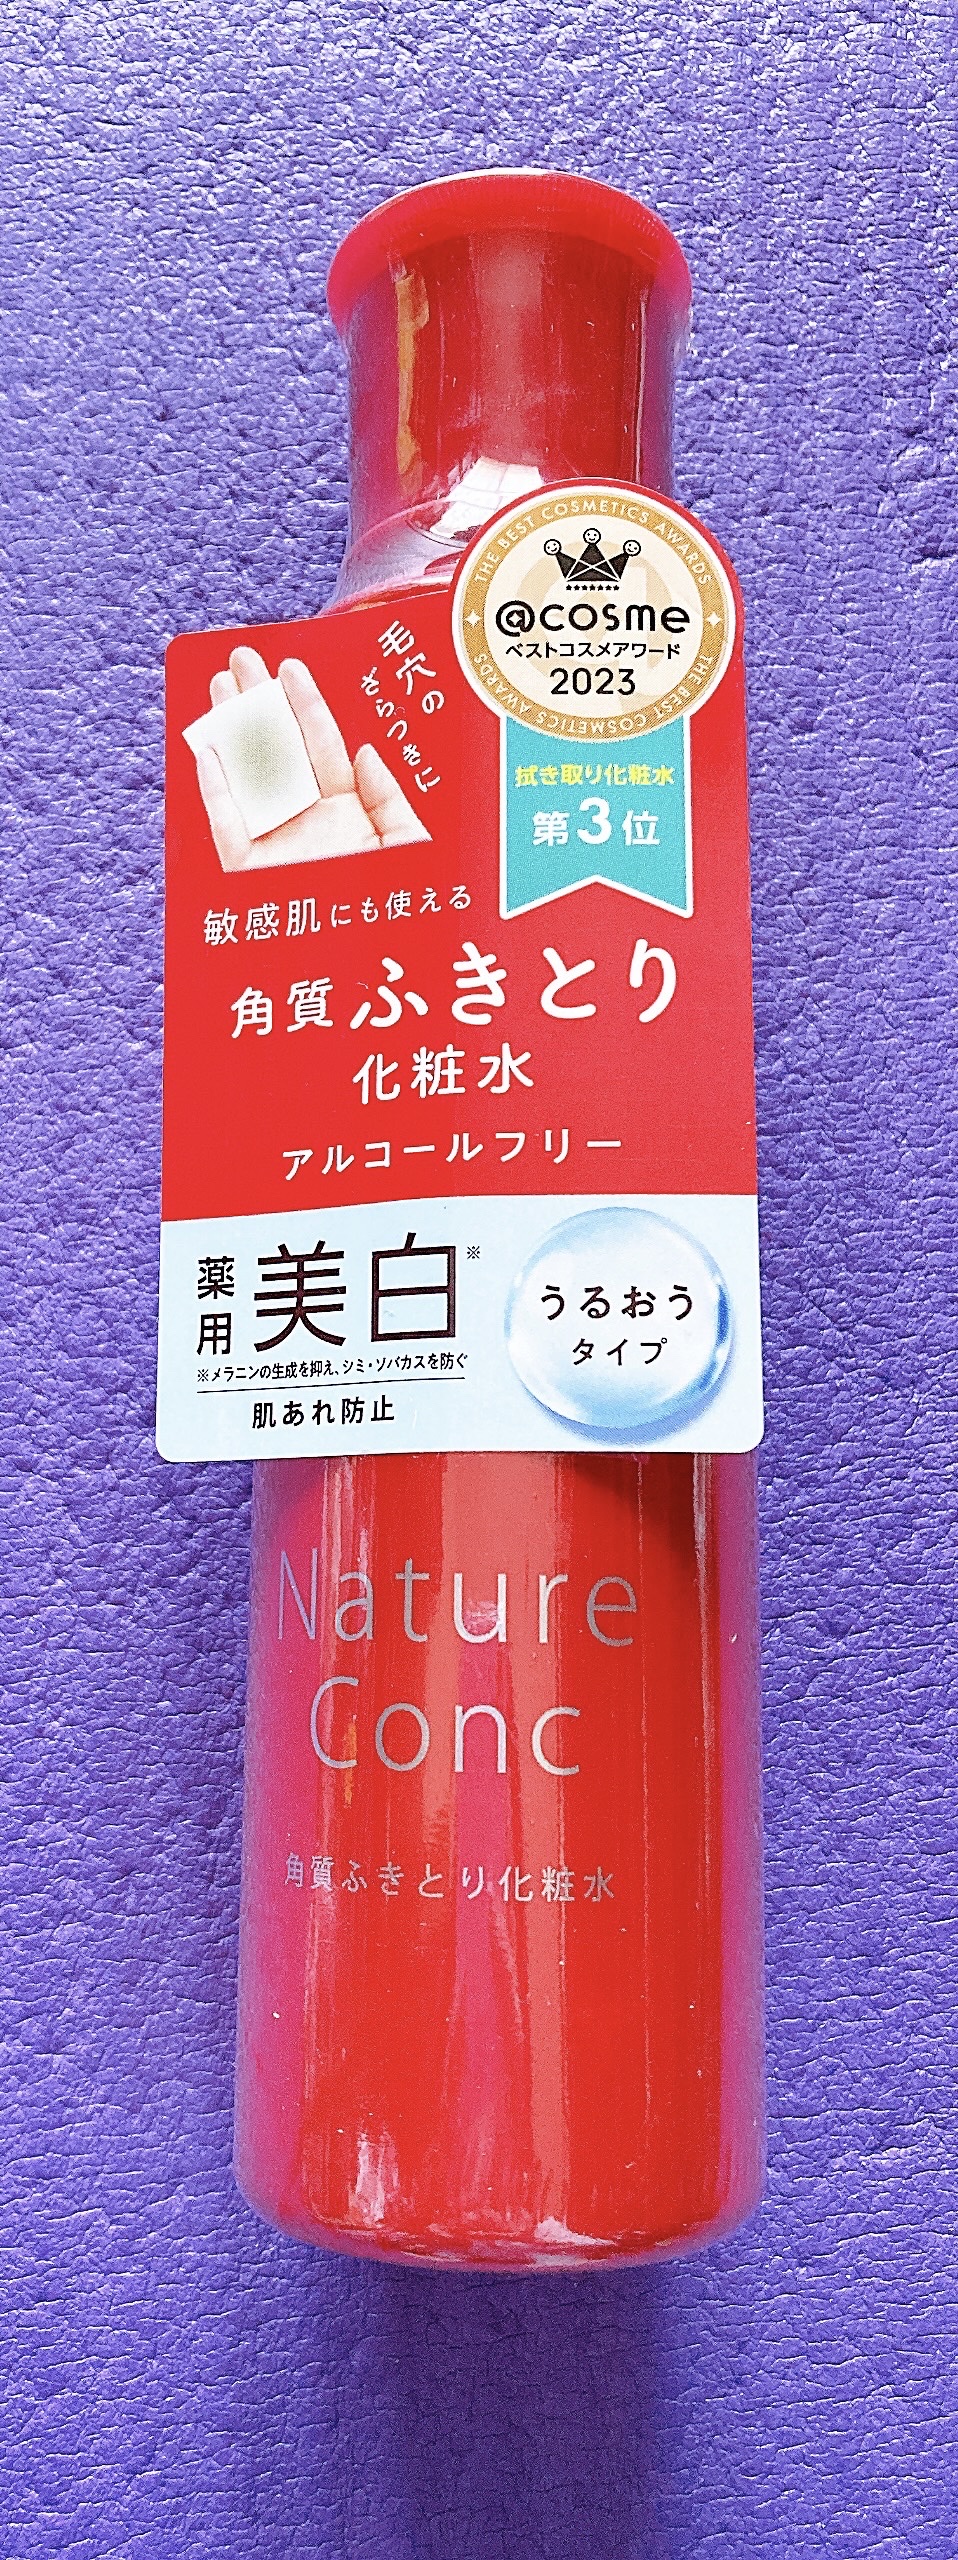 THE BEST COSMETICS AWARDS
@cosme
ベストコスメアワード
2023
THE BEST COSMETICS AWARDS
拭き取り化粧水
第3位
毛穴の
ざらつきに
敏感肌にも使える
角質ふきとり
化粧水
アルコールフリー
薬用美白※
※メラニンの生成を抑え、シミ・ソバカスを防ぐ
肌あれ防止
うるおう
タイプ
Nature
Conc
角質ふきとり化粧水